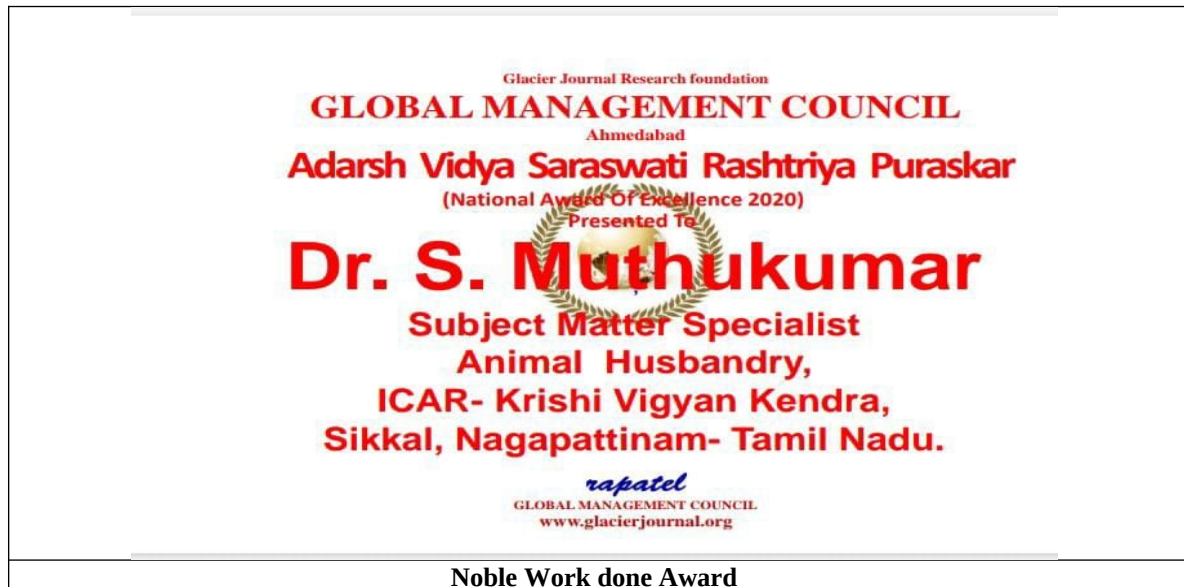 Glacier Journal Research foundation
GLOBAL MANAGEMENT COUNCIL
Ahmedabad
Adarsh Vidya Saraswati Rashtriya Puraskar
(National Award Of Excellence 2020)
Presented To
Dr. S. Muthukumar
Subject Matter Specialist
Animal Husbandry,
ICAR- Krishi Vigyan Kendra,
Sikkal, Nagapattinam- Tamil Nadu.
rapatel
GLOBAL MANAGEMENT COUNCIL
www.glacierjournal.org
Noble Work done Award